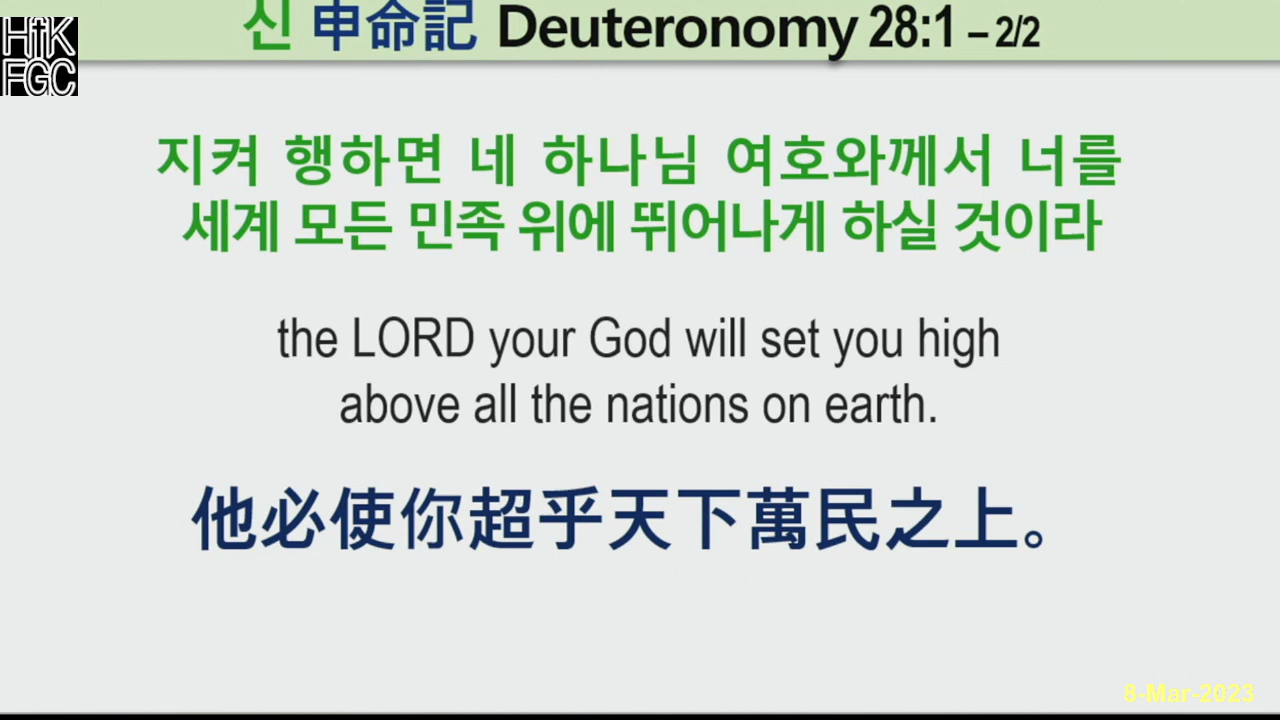 신 申命記 Deuteronomy 28:1 – 2/2
HfK
FGC
지켜 행하면 네 하나님 여호와께서 너를
세계 모든 민족 위에 뛰어나게 하실 것이라
the LORD your God will set you high
above all the nations on earth.
他必使你超乎天下萬民之上。
8-Mar-2023